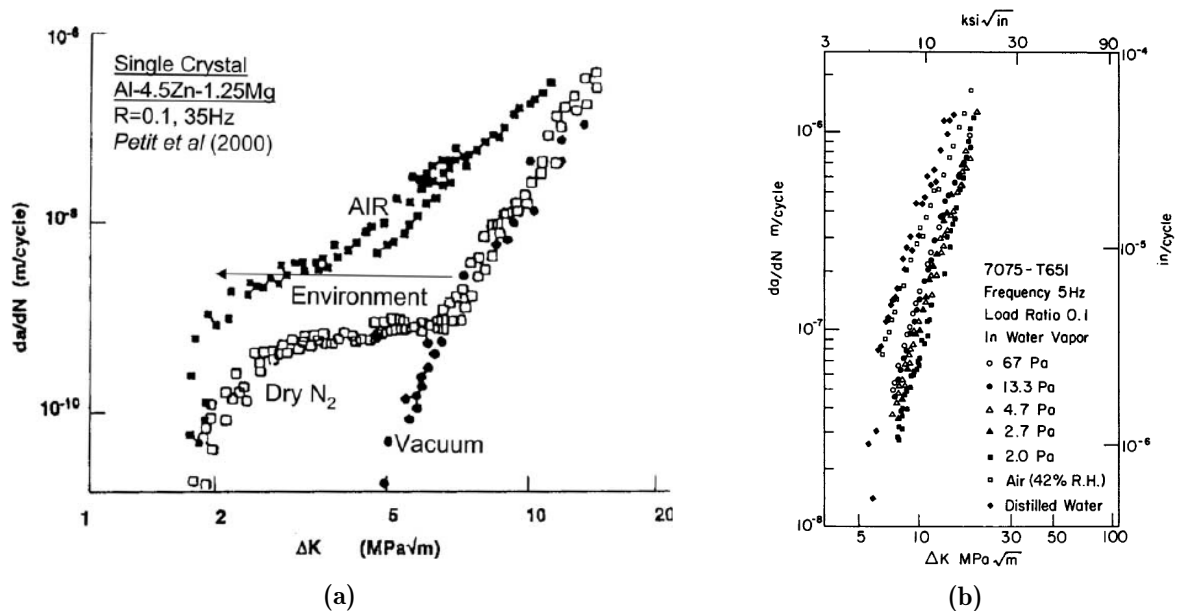 10⁻⁶
Single Crystal
Al-4.5Zn-1.25Mg
R=0.1, 35Hz
Petit et al (2000)
da/dN (m/cycle)
10⁻⁸
AIR
Environment
Dry N₂
10⁻¹⁰
Vacuum
1 2 5 10 20
ΔK (MPa√m)
(a)
ksi√in
3 10 30 90
10⁻⁴
10⁻⁶
da/dN m/cycle
10⁻⁵
in/cycle
10⁻⁷
7075-T651
Frequency 5Hz
Load Ratio 0.1
In Water Vapor
67 Pa
13.3 Pa
4.7 Pa
2.7 Pa
2.0 Pa
Air (42% R.H.)
Distilled Water
10⁻⁶
10⁻⁸
5 10 30 50 100
ΔK MPa√m
(b)